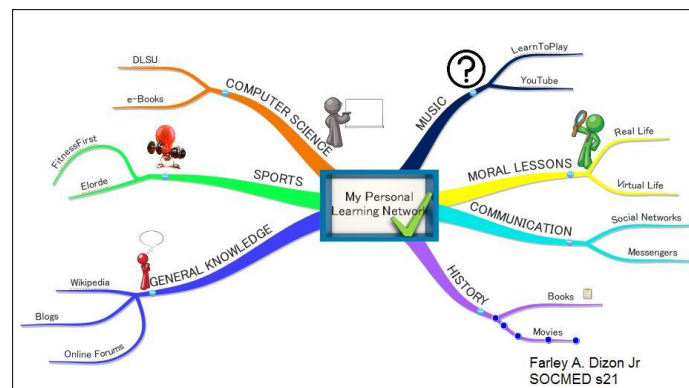 My Personal
Learning Network
COMPUTER SCIENCE
DLSU
e-Books
SPORTS
FitnessFirst
Elorde
GENERAL KNOWLEDGE
Wikipedia
Blogs
Online Forums
MUSIC
?
LearnToPlay
YouTube
MORAL LESSONS
Real Life
Virtual Life
COMMUNICATION
Social Networks
Messengers
HISTORY
Books
Movies
Farley A. Dizon Jr
SOCMED s21